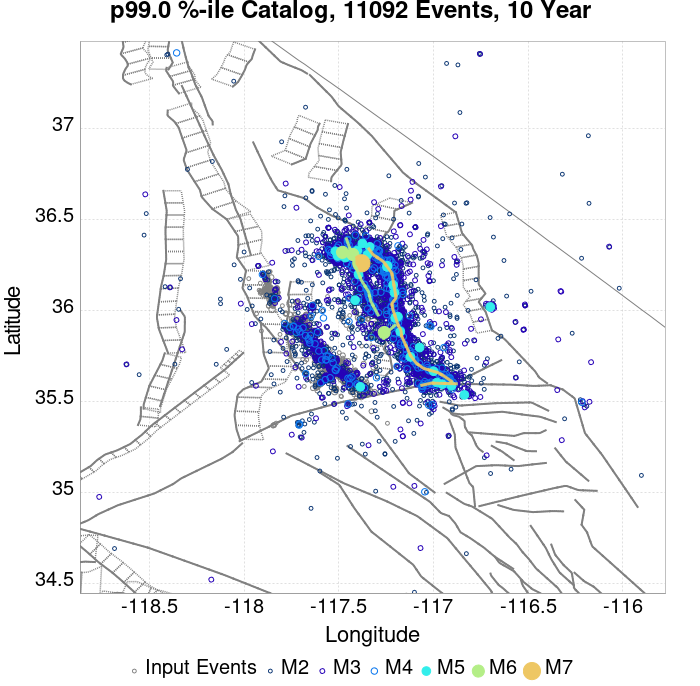 p99.0 %-ile Catalog, 11092 Events, 10 Year
Latitude
37
36.5
36
35.5
35
34.5
-118.5 -118 -117.5 -117 -116.5 -116
Longitude
Input Events M2 M3 M4 M5 M6 M7